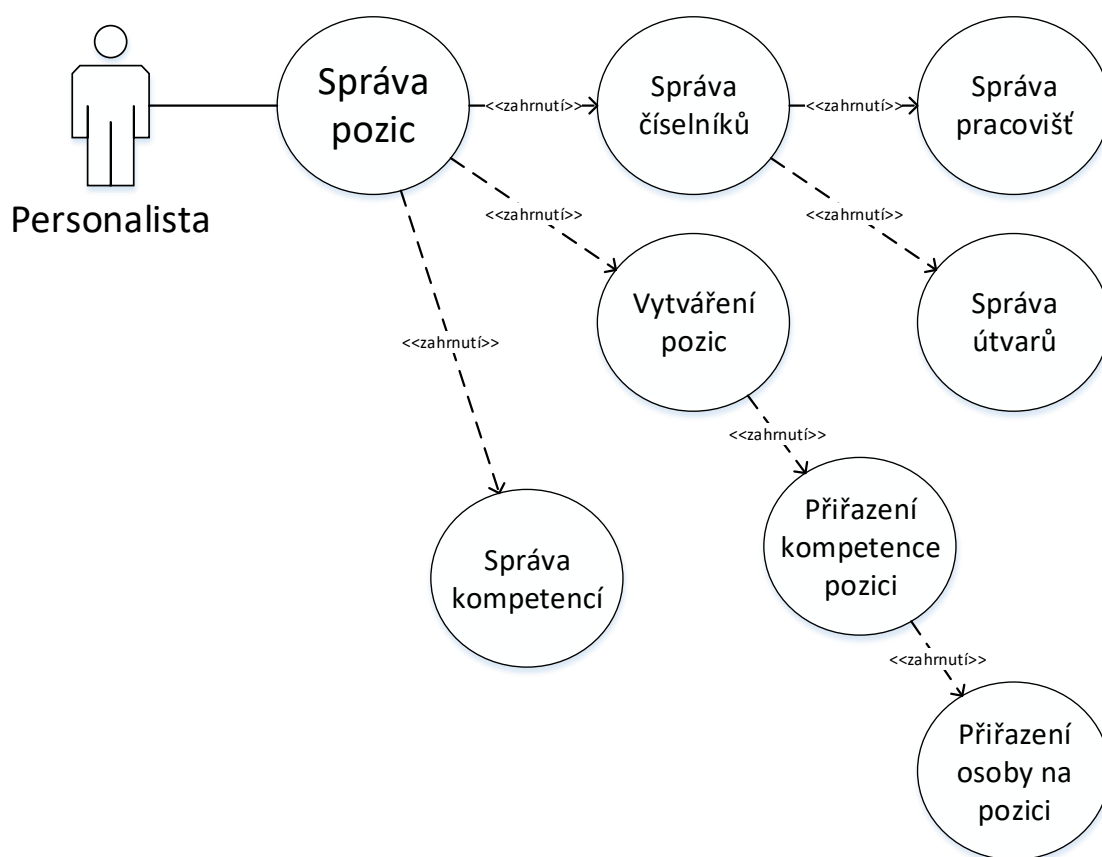 Správa
pozic
<<zahrnutí>>
Správa
číselníků
<<zahrnutí>>
Správa
pracovišť
Personalista
<<zahrnutí>>
<<zahrnutí>>
Vytváření
pozic
Správa
útvarů
<<zahrnutí>>
<<zahrnutí>>
Správa
kompetencí
Přiřazení
kompetence
pozici
<<zahrnutí>>
Přiřazení
osoby na
pozici